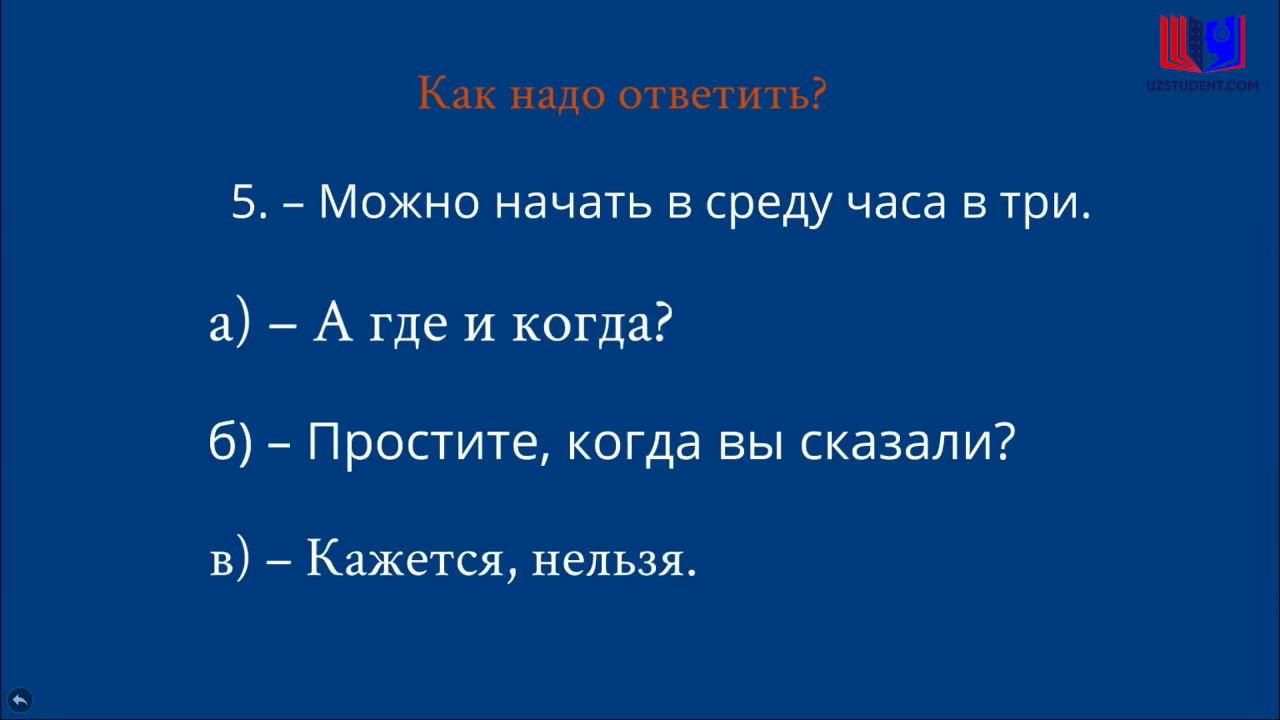 UZSTUDENT.COM
Как надо ответить?
5. – Можно начать в среду часа в три.
а) – А где и когда?
б) – Простите, когда вы сказали?
в) – Кажется, нельзя.